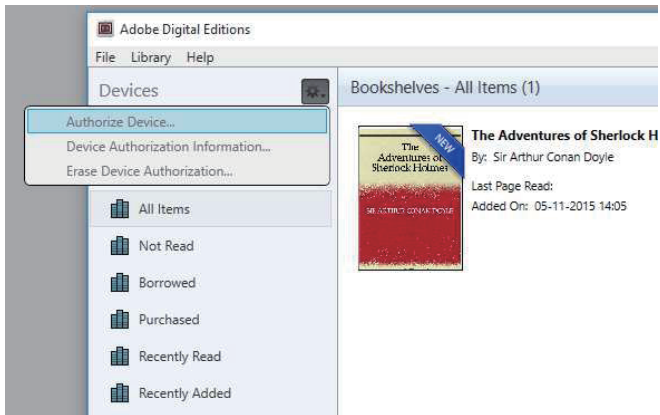 Adobe Digital Editions
File Library Help
Devices
Bookshelves - All Items (1)
Authorize Device...
Device Authorization Information...
Erase Device Authorization...
All Items
Not Read
Borrowed
Purchased
Recently Read
Recently Added
The
Adventures of
Sherlock Holmes
SIR ARTHUR CONAN DOYLE
NEW
The Adventures of Sherlock H
By: Sir Arthur Conan Doyle
Last Page Read:
Added On: 05-11-2015 14:05